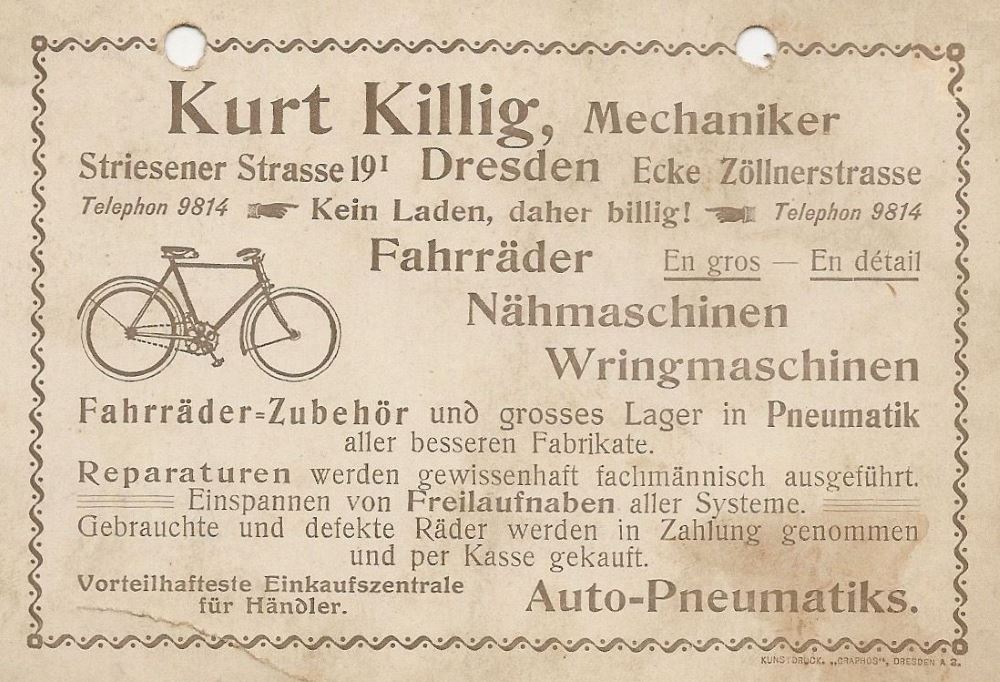 Kurt Killig, Mechaniker
Striesener Strasse 19ᴵ Dresden Ecke Zöllnerstrasse
Telephon 9814 Kein Laden, daher billig! Telephon 9814
Fahrräder En gros — En détail
Nähmaschinen
Wringmaschinen
Fahrräder=Zubehör und grosses Lager in Pneumatik
aller besseren Fabrikate.
Reparaturen werden gewissenhaft fachmännisch ausgeführt.
Einspannen von Freilaufnaben aller Systeme.
Gebrauchte und defekte Räder werden in Zahlung genommen
und per Kasse gekauft.
Vorteilhafteste Einkaufszentrale
für Händler.
Auto-Pneumatiks.
KUNSTDRUCK. „GRAPHOS“, DRESDEN A 3.